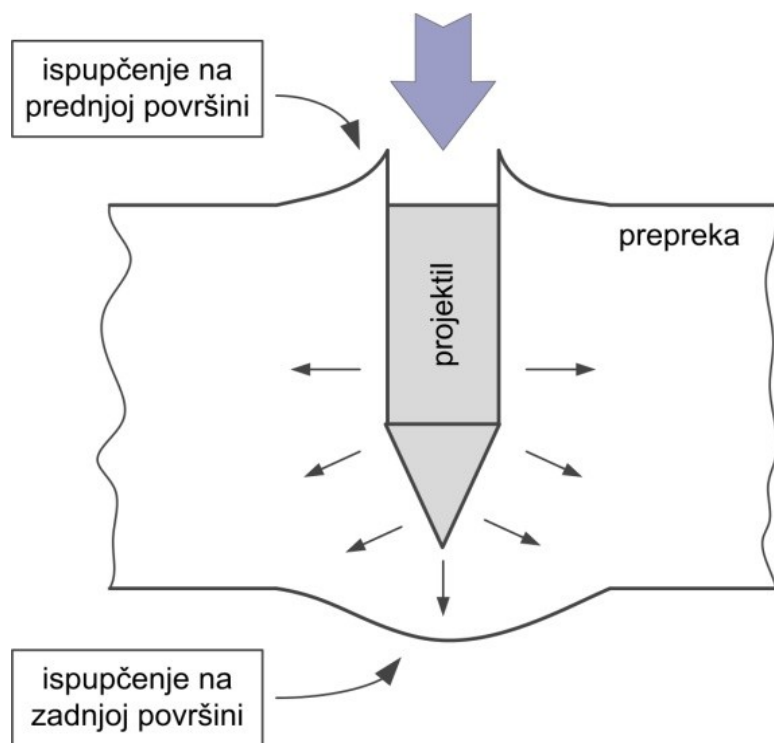 ispupčenje na
prednjoj površini
prepreka
projektil
ispupčenje na
zadnjoj površini